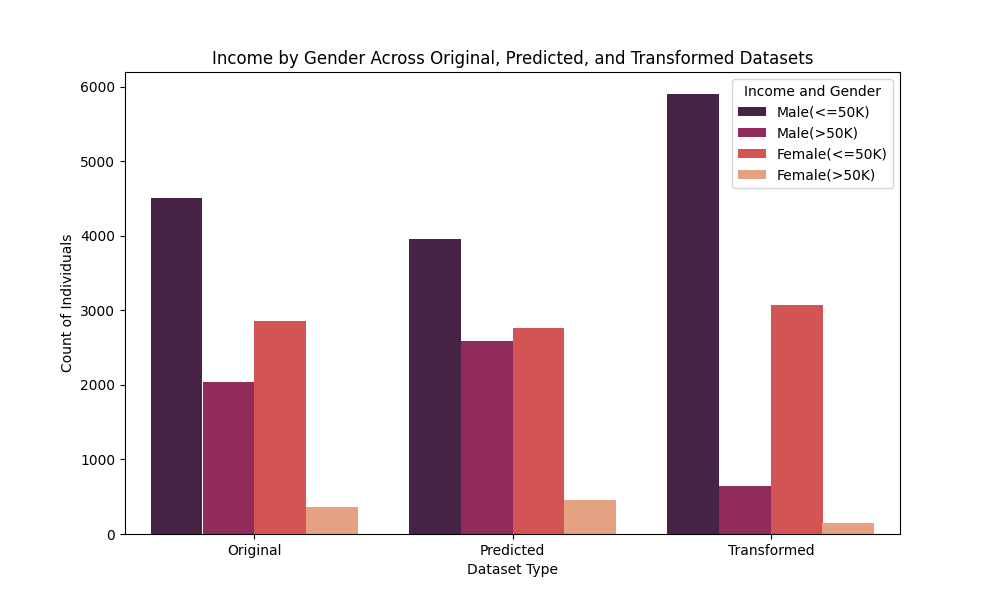 Income by Gender Across Original, Predicted, and Transformed Datasets
Income and Gender
Male(<=50K)
Male(>50K)
Female(<=50K)
Female(>50K)
Count of Individuals
6000
5000
4000
3000
2000
1000
0
Original Predicted Transformed
Dataset Type